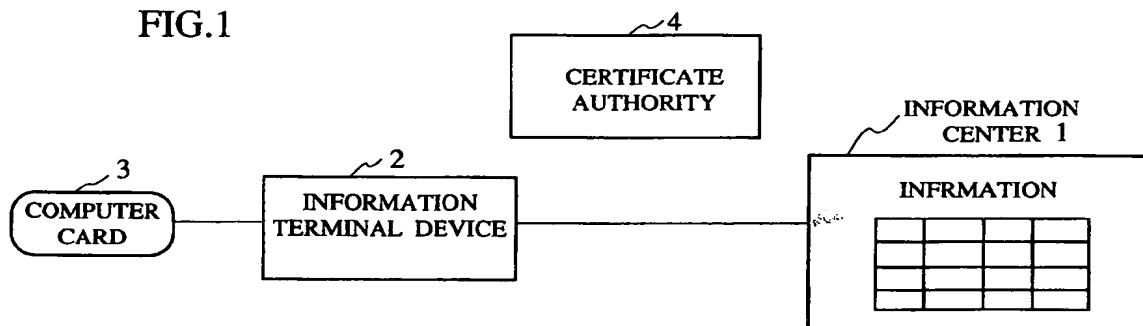 FIG.1
4
CERTIFICATE
AUTHORITY
INFORMATION
CENTER 1
3
COMPUTER
CARD
2
INFORMATION
TERMINAL DEVICE
INFRMATION